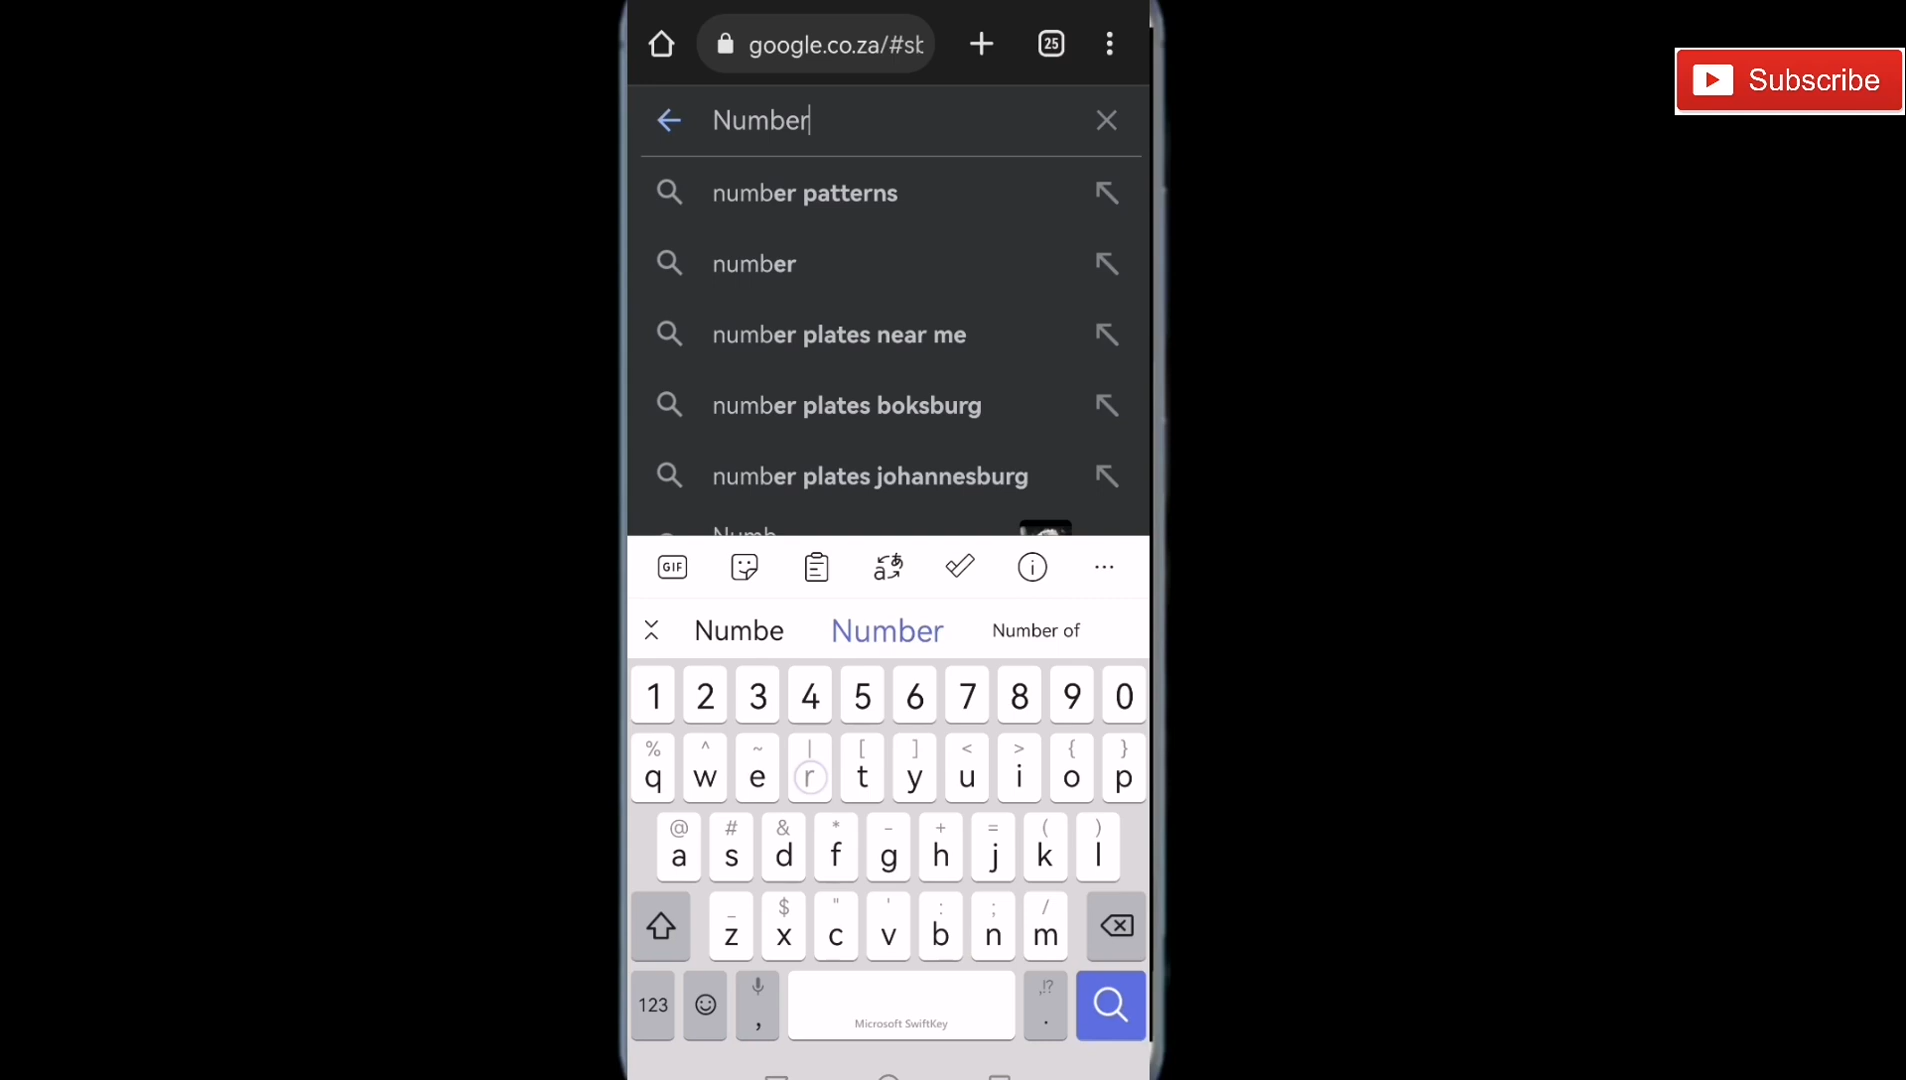 google.co.za/#sb
25
Subscribe
Number
number patterns
number
number plates near me
number plates boksburg
number plates johannesburg
Numb
GIF
Numbe Number Number of
1 2 3 4 5 6 7 8 9 0
% ^ ~ | [ ] < > { }
q w e r t y u i o p
@ # & * - + = ( )
a s d f g h j k l
_ $ " ' : ; /
z x c v b n m
123 , Microsoft SwiftKey ,!? .